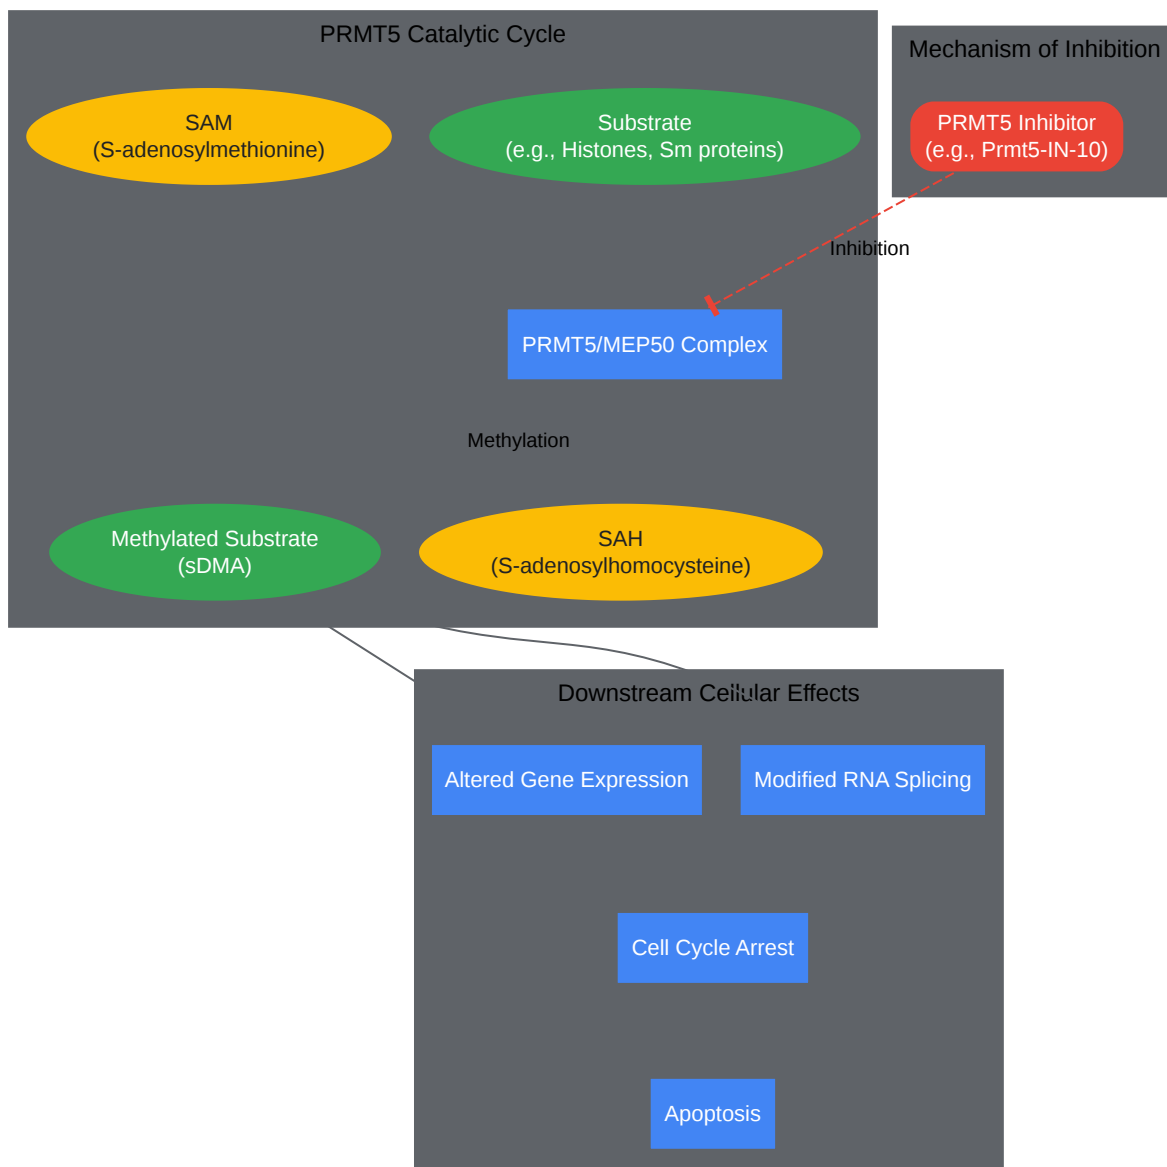 PRMT5 Catalytic Cycle
Mechanism of Inhibition
SAM
(S-adenosylmethionine)
Substrate
(e.g., Histones, Sm proteins)
PRMT5 Inhibitor
(e.g., Prmt5-IN-10)
Inhibition
PRMT5/MEP50 Complex
Methylation
Methylated Substrate
(sDMA)
SAH
(S-adenosylhomocysteine)
Downstream Cellular Effects
Altered Gene Expression
Modified RNA Splicing
Cell Cycle Arrest
Apoptosis